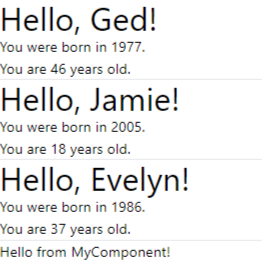 Hello, Ged!
You were born in 1977.
You are 46 years old.
Hello, Jamie!
You were born in 2005.
You are 18 years old.
Hello, Evelyn!
You were born in 1986.
You are 37 years old.
Hello from MyComponent!